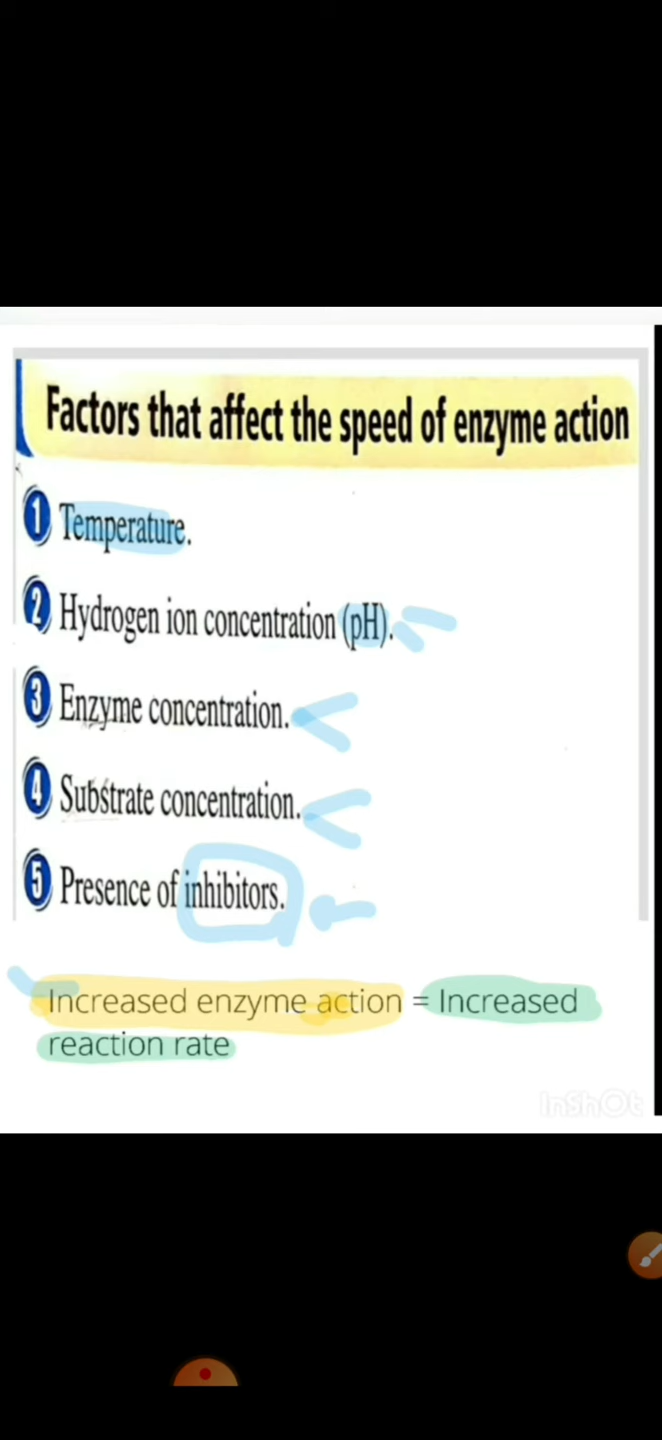 Factors that affect the speed of enzyme action
1 Temperature.
2 Hydrogen ion concentration (pH).
3 Enzyme concentration.
4 Substrate concentration.
5 Presence of inhibitors.
Increased enzyme action = Increased
reaction rate
InShOt